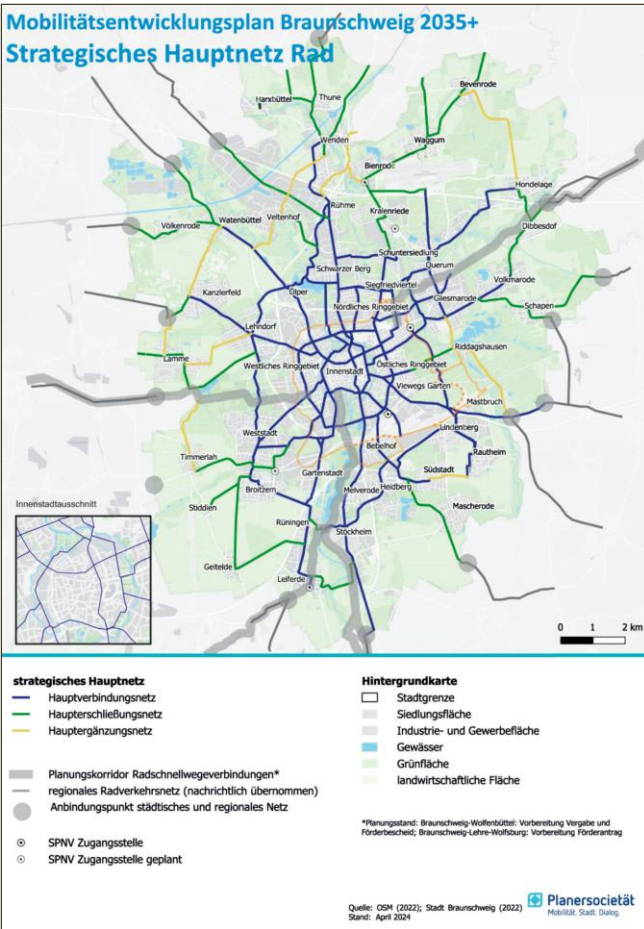 Mobilitätsentwicklungsplan Braunschweig 2035+
Strategisches Hauptnetz Rad
Bevenrode
Harxbüttel
Thune
Wenden
Waggum
Bienrode
Hondelage
Kralenriede
Rühme
Dibbesdorf
Völkenrode
Watenbüttel
Veltenhof
Schuntersiedlung
Schwarzer Berg
Querum
Siegfriedviertel
Volkmarode
Kanzlerfeld
Ölper
Gliesmarode
Schapen
Nördliches Ringgebiet
Lehndorf
Riddagshausen
Lamme
Westliches Ringgebiet
Östliches Ringgebiet
Innenstadt
Viewegs Garten
Mastbruch
Lindenberg
Weststadt
Bebelhof
Rautheim
Timmerlah
Gartenstadt
Südstadt
Broitzem
Melverode
Heidberg
Innenstadtausschnitt
Stiddien
Mascherode
Rüningen
Stöckheim
Geitelde
Leiferde
0 1 2 km
strategisches Hauptnetz
Hauptverbindungsnetz
Haupterschließungsnetz
Hauptergänzungsnetz
Planungskorridor Radschnellwegeverbindungen*
regionales Radverkehrsnetz (nachrichtlich übernommen)
Anbindungspunkt städtisches und regionales Netz
SPNV Zugangsstelle
SPNV Zugangsstelle geplant
Hintergrundkarte
Stadtgrenze
Siedlungsfläche
Industrie- und Gewerbefläche
Gewässer
Grünfläche
landwirtschaftliche Fläche
*Planungsstand: Braunschweig-Wolfenbüttel: Vorbereitung Vergabe und
Förderbescheid; Braunschweig-Lehre-Wolfsburg: Vorbereitung Förderantrag
Quelle: OSM (2022); Stadt Braunschweig (2022)
Stand: April 2024
Planersocietät
Mobilität. Stadt. Dialog.